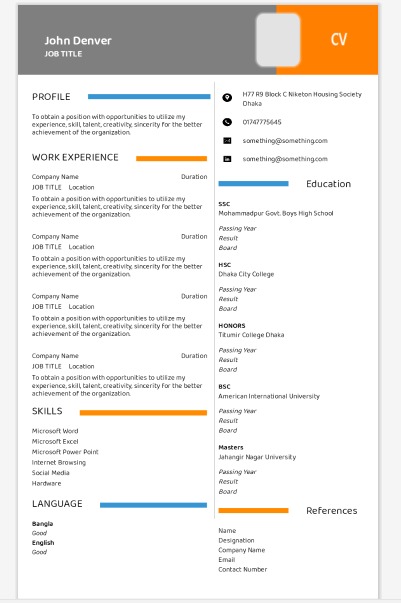 John Denver
JOB TITLE
CV
PROFILE
To obtain a position with opportunities to utilize my
experience, skill, talent, creativity, sincerity for the better
achievement of the organization.
WORK EXPERIENCE
Company Name Duration
JOB TITLE Location
To obtain a position with opportunities to utilize my
experience, skill, talent, creativity, sincerity for the better
achievement of the organization.
Company Name Duration
JOB TITLE Location
To obtain a position with opportunities to utilize my
experience, skill, talent, creativity, sincerity for the better
achievement of the organization.
Company Name Duration
JOB TITLE Location
To obtain a position with opportunities to utilize my
experience, skill, talent, creativity, sincerity for the better
achievement of the organization.
Company Name Duration
JOB TITLE Location
To obtain a position with opportunities to utilize my
experience, skill, talent, creativity, sincerity for the better
achievement of the organization.
SKILLS
Microsoft Word
Microsoft Excel
Microsoft Power Point
Internet Browsing
Social Media
Hardware
LANGUAGE
Bangla
Good
English
Good
H77 R9 Block C Niketon Housing Society
Dhaka
01747775645
something@something.com
in something@something.com
Education
SSC
Mohammadpur Govt. Boys High School
Passing Year
Result
Board
HSC
Dhaka City College
Passing Year
Result
Board
HONORS
Titumir College Dhaka
Passing Year
Result
Board
BSC
American International University
Passing Year
Result
Board
Masters
Jahangir Nagar University
Passing Year
Result
Board
References
Name
Designation
Company Name
Email
Contact Number